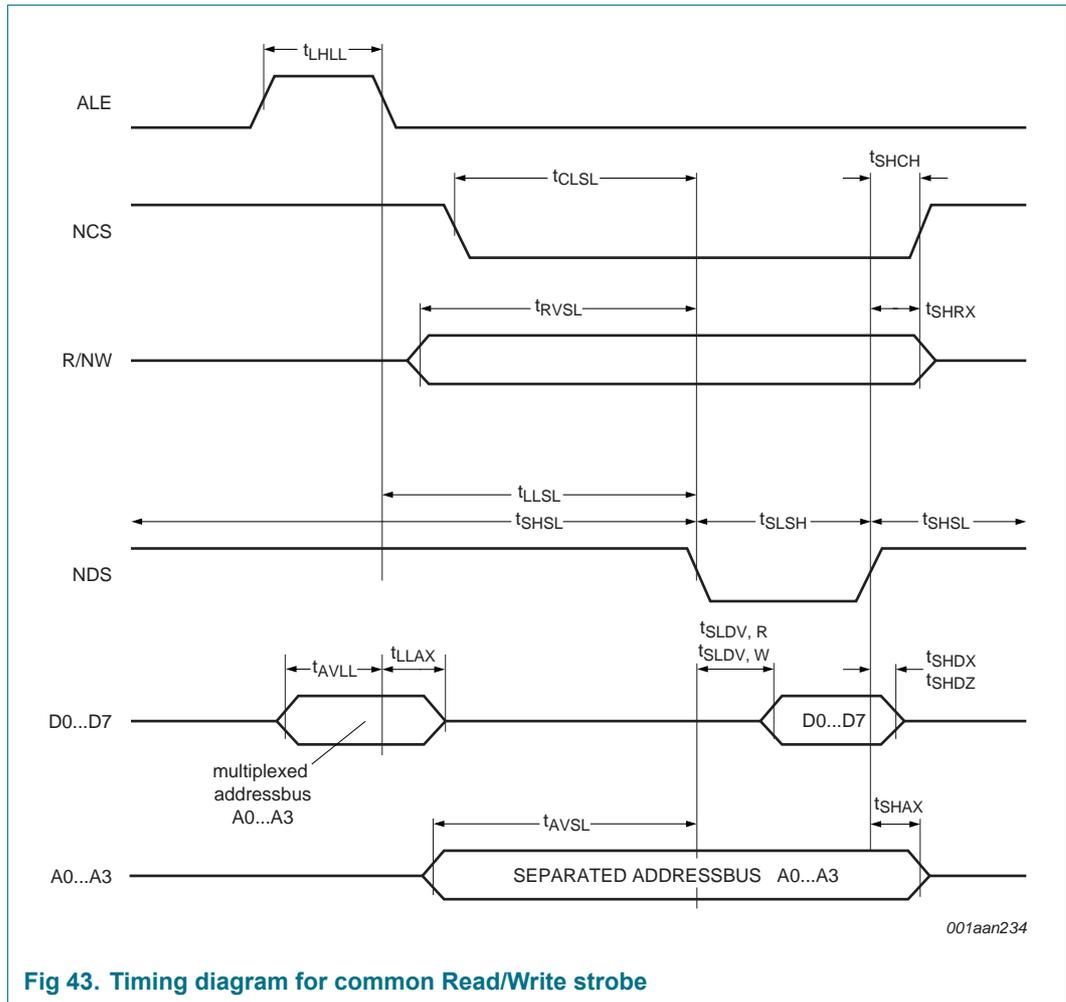 tLHLL
ALE
tSHCH
tCLSL
NCS
tRVSL
tSHRX
R/NW
tLLSL
tSHSL
tSLSH
tSHSL
NDS
tSLDV, R
tSLDV, W
tAVLL
tLLAX
tSHDX
tSHDZ
D0...D7
D0...D7
multiplexed
addressbus
A0...A3
tSHAX
tAVSL
A0...A3
SEPARATED ADDRESSBUS A0...A3
001aan234
Fig 43. Timing diagram for common Read/Write strobe